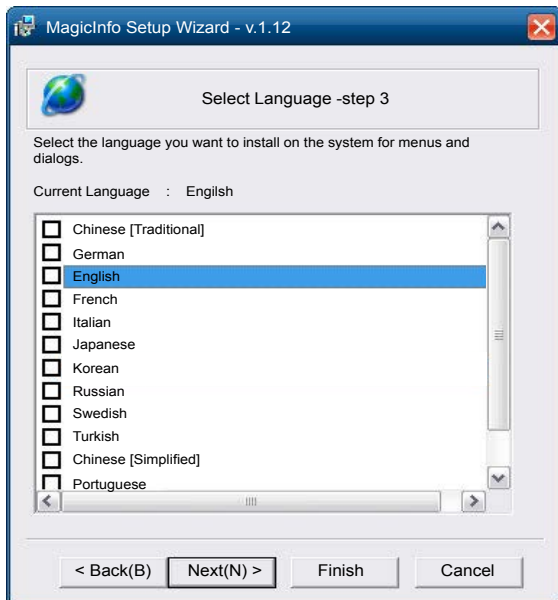 MagicInfo Setup Wizard - v.1.12
Select Language -step 3
Select the language you want to install on the system for menus and
dialogs.
Current Language : Engilsh
Chinese [Traditional]
German
English
French
Italian
Japanese
Korean
Russian
Swedish
Turkish
Chinese [Simplified]
Portuguese
< Back(B) Next(N) > Finish Cancel